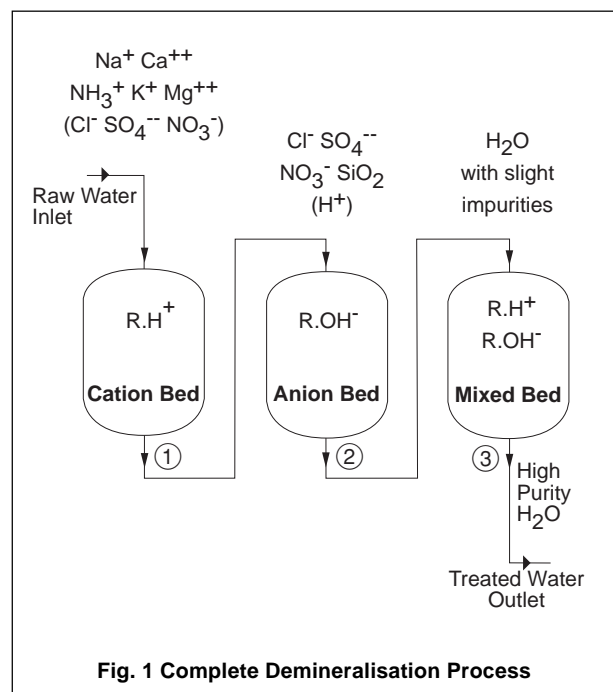 Na+ Ca++
NH3+ K+ Mg++
(Cl- SO4-- NO3-)
Raw Water
Inlet
Cl- SO4--
NO3- SiO2
(H+)
H2O
with slight
impurities
R.H+
Cation Bed
R.OH-
Anion Bed
R.H+
R.OH-
Mixed Bed
1
2
3
High
Purity
H2O
Treated Water
Outlet
Fig. 1 Complete Demineralisation Process